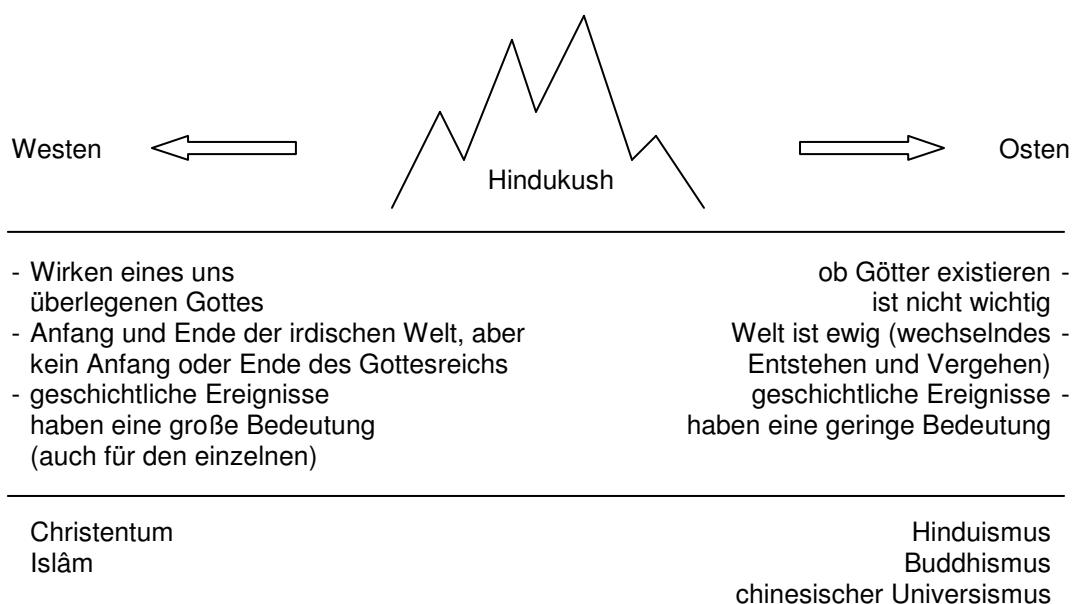 Westen
Hindukush
Osten
- Wirken eines uns
überlegenen Gottes
- Anfang und Ende der irdischen Welt, aber
kein Anfang oder Ende des Gottesreichs
- geschichtliche Ereignisse
haben eine große Bedeutung
(auch für den einzelnen)
ob Götter existieren -
ist nicht wichtig
Welt ist ewig (wechselndes -
Entstehen und Vergehen)
geschichtliche Ereignisse -
haben eine geringe Bedeutung
Christentum
Islâm
Hinduismus
Buddhismus
chinesischer Universismus